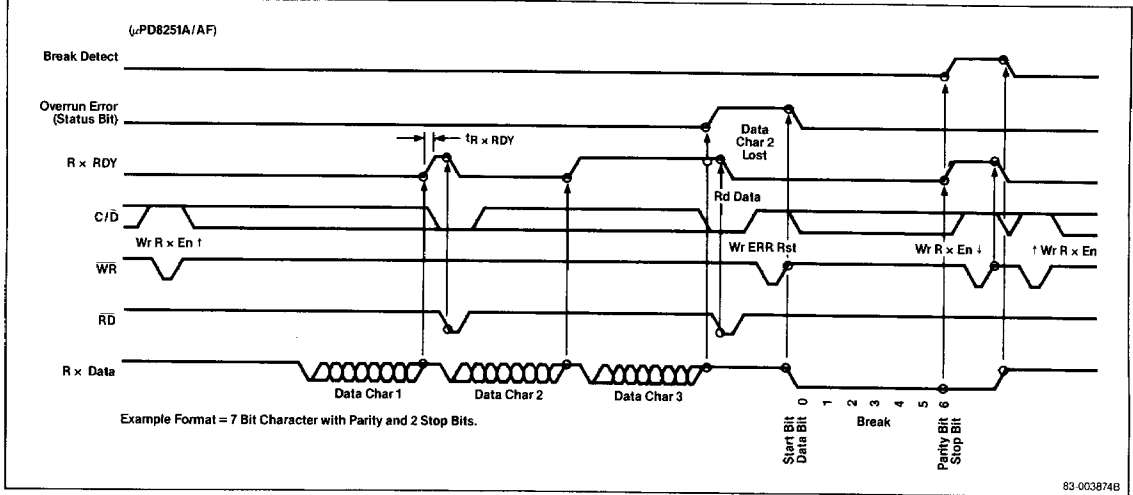 (μPD8251A/AF)
Break Detect
Overrun Error
(Status Bit)
tR x RDY
Data
Char 2
Lost
R x RDY
Rd Data
C/D̅
Wr R x En ↑
Wr ERR Rst
Wr R x En ↓
↑ Wr R x En
W̅R̅
R̅D̅
R x Data
Data Char 1
Data Char 2
Data Char 3
Start Bit
Data Bit
0
1
2
3
4
5
6
Break
Parity Bit
Stop Bit
Example Format = 7 Bit Character with Parity and 2 Stop Bits.
83-003874B